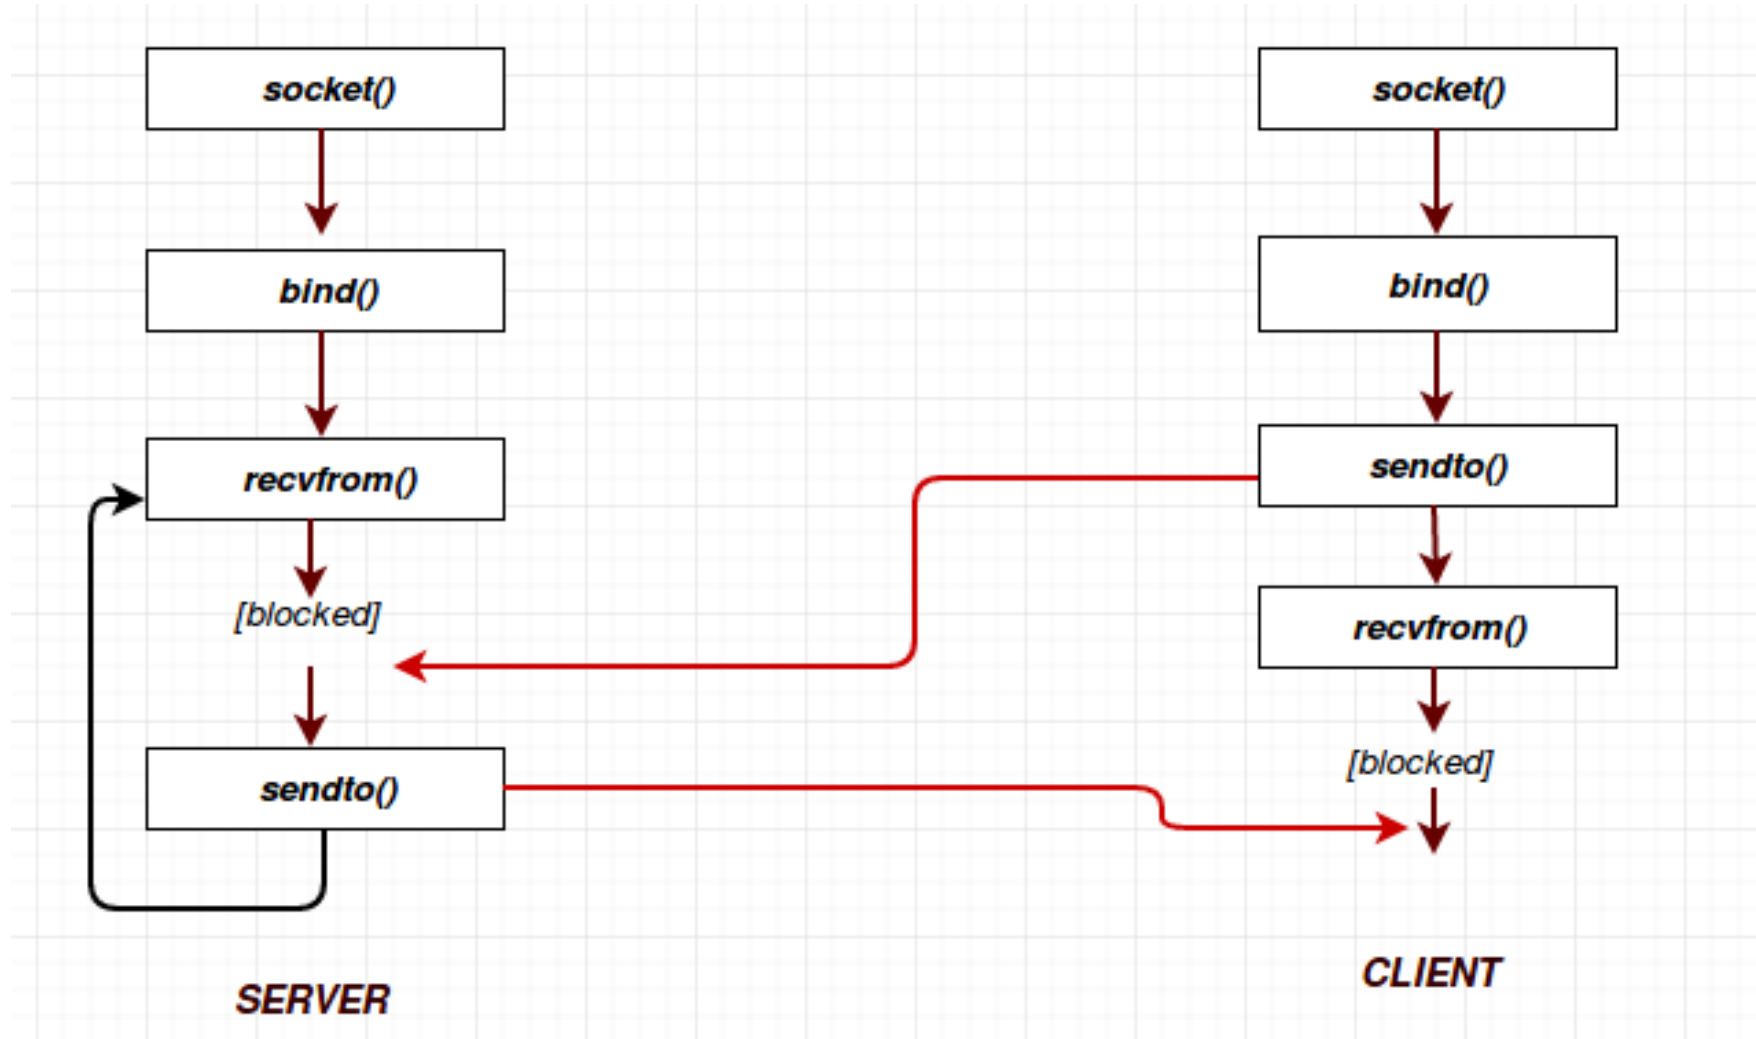 socket()
bind()
recvfrom()
[blocked]
sendto()
SERVER
socket()
bind()
sendto()
recvfrom()
[blocked]
CLIENT